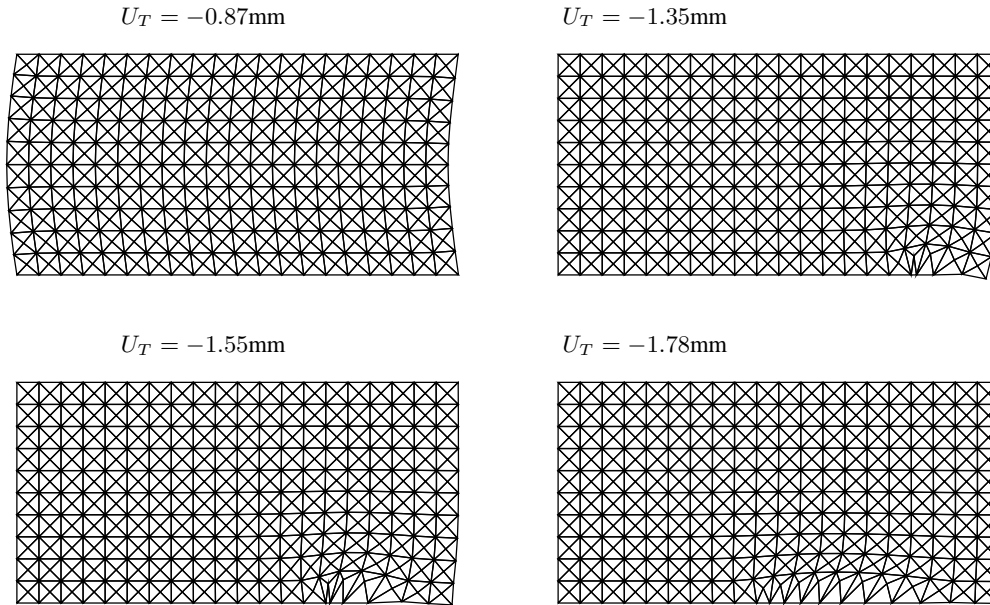 U_T = −0.87mm
U_T = −1.35mm
U_T = −1.55mm
U_T = −1.78mm